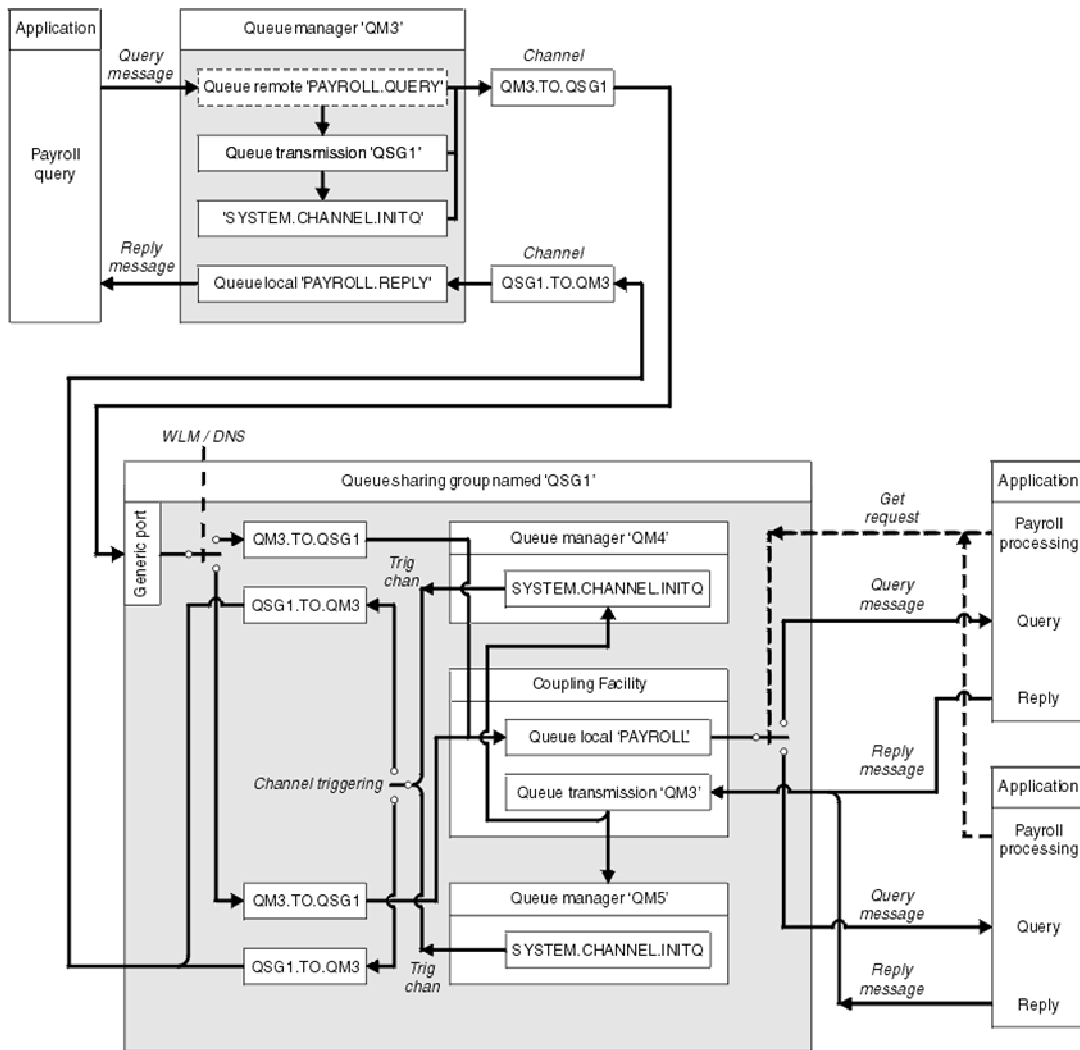 Application
Queue manager 'QM3'
Query
message
Channel
Queue remote 'PAYROLL.QUERY'
QM3.TO.QSG1
Payroll
query
Queue transmission 'QSG1'
'SYSTEM.CHANNEL.INITQ'
Reply
message
Channel
Queue local 'PAYROLL.REPLY'
QSG1.TO.QM3
WLM / DNS
Queue sharing group named 'QSG1'
Application
Generic port
QM3.TO.QSG1
Queue manager 'QM4'
Get
request
Payroll
processing
Trig
chan
SYSTEM.CHANNEL.INITQ
QSG1.TO.QM3
Query
message
Query
Coupling Facility
Reply
Queue local 'PAYROLL'
Reply
message
Channel triggering
Queue transmission 'QM3'
Application
Payroll
processing
QM3.TO.QSG1
Queue manager 'QM5'
Query
message
Query
SYSTEM.CHANNEL.INITQ
QSG1.TO.QM3
Trig
chan
Reply
message
Reply